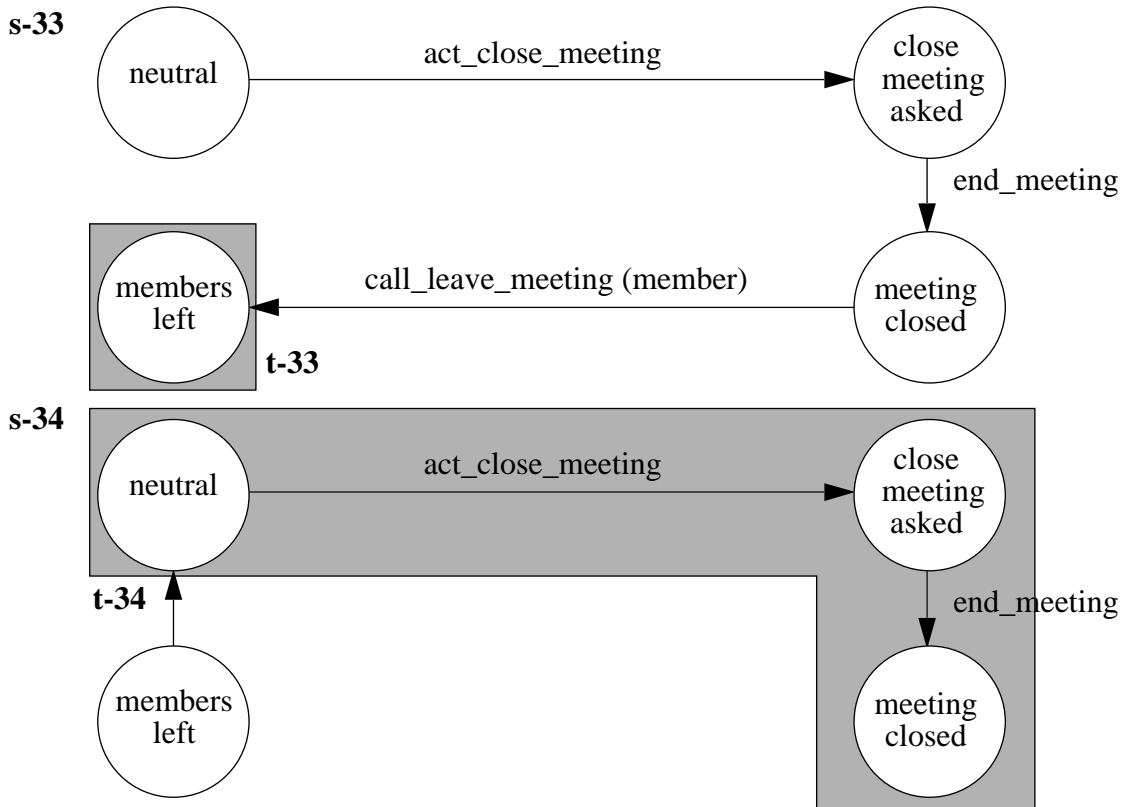 s-33
neutral
act_close_meeting
close
meeting
asked
end_meeting
members
left
call_leave_meeting (member)
meeting
closed
t-33
s-34
neutral
act_close_meeting
close
meeting
asked
t-34
end_meeting
members
left
meeting
closed